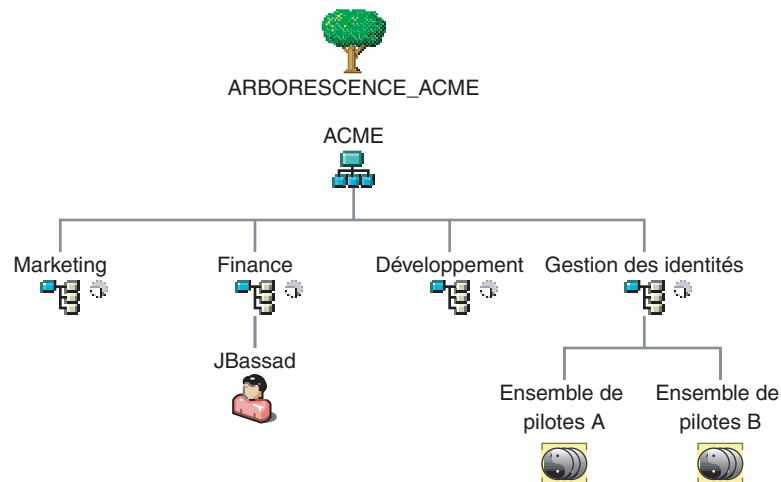 ARBORESCENCE_ACME
ACME
Marketing
Finance
Développement
Gestion des identités
JBassad
Ensemble de
pilotes A
Ensemble de
pilotes B